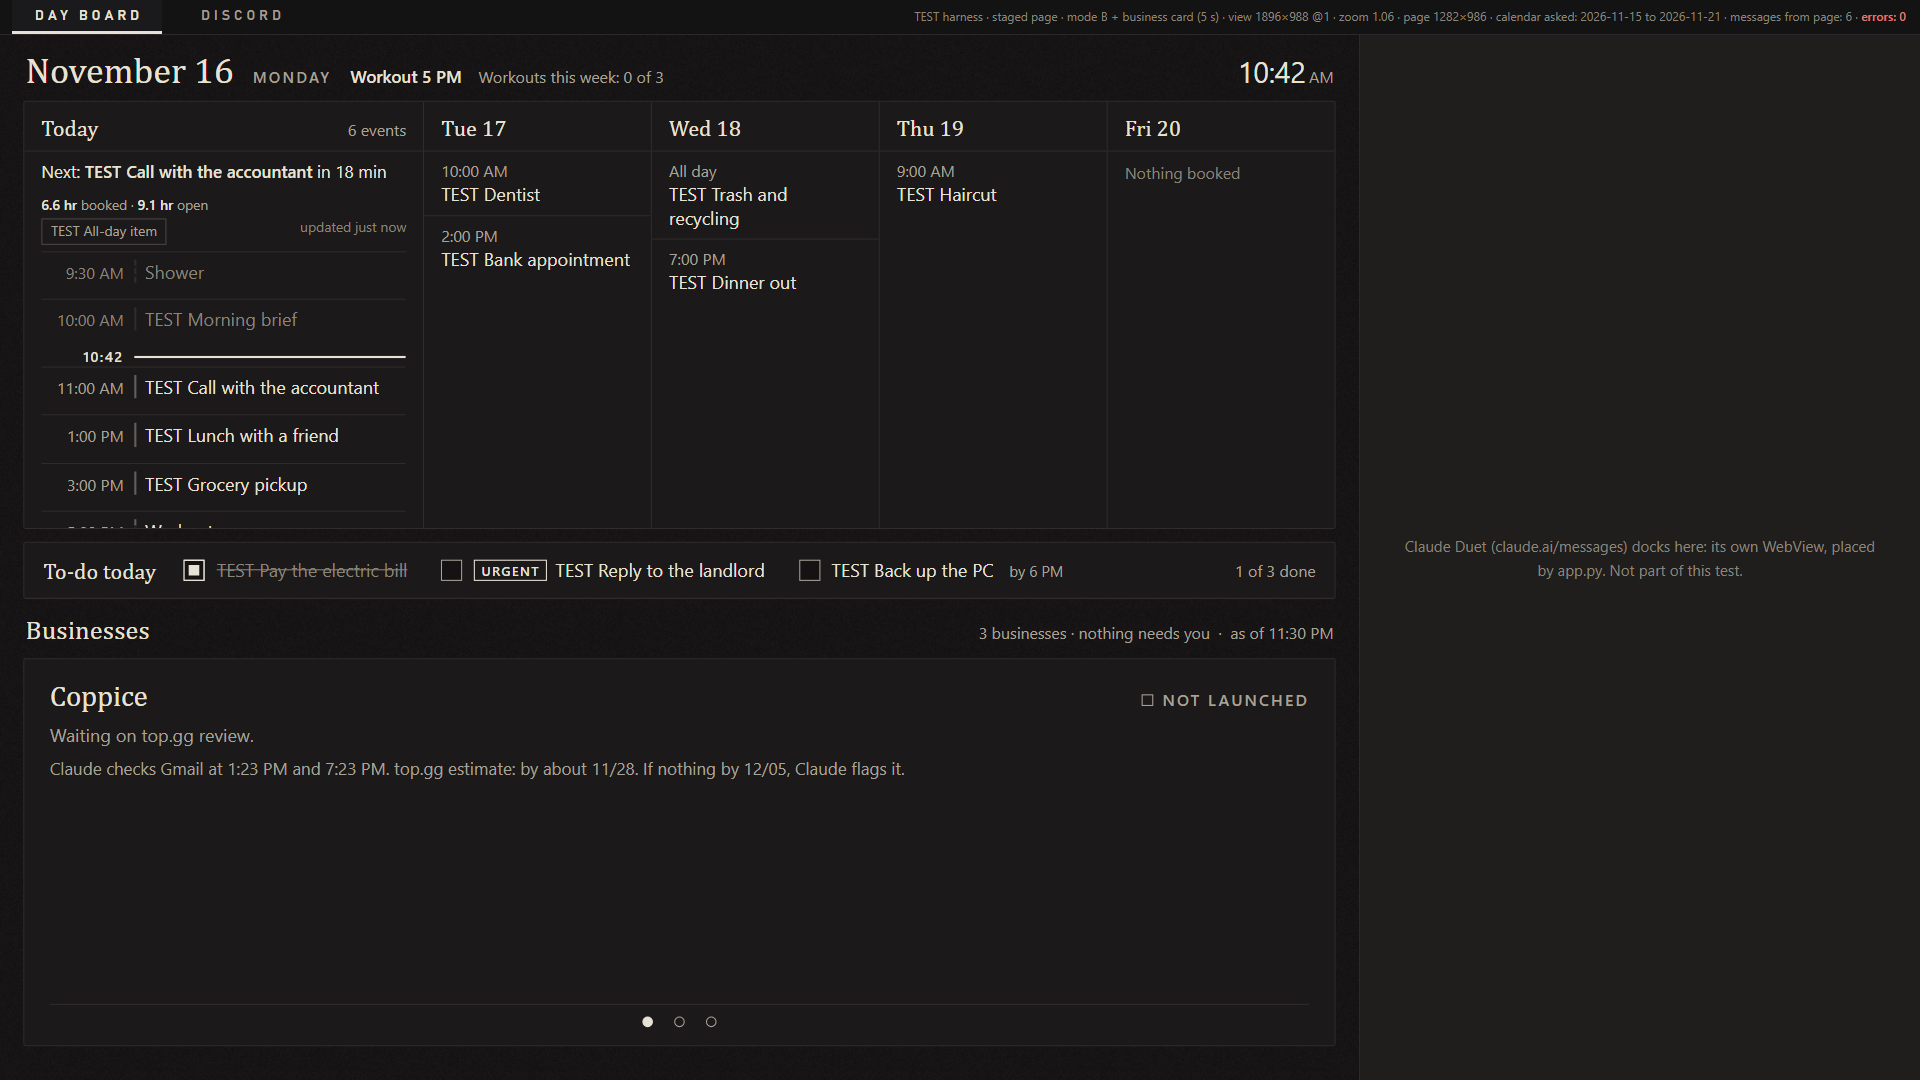 DAY BOARD
DISCORD
TEST harness · staged page · mode B + business card (5 s) · view 1896×988 @1 · zoom 1.06 · page 1282×986 · calendar asked: 2026-11-15 to 2026-11-21 · messages from page: 6 · errors: 0
November 16 MONDAY Workout 5 PM Workouts this week: 0 of 3
10:42 AM
Today 6 events
Next: TEST Call with the accountant in 18 min
6.6 hr booked · 9.1 hr open
TEST All-day item
updated just now
9:30 AM Shower
10:00 AM TEST Morning brief
10:42
11:00 AM TEST Call with the accountant
1:00 PM TEST Lunch with a friend
3:00 PM TEST Grocery pickup
Tue 17
10:00 AM
TEST Dentist
2:00 PM
TEST Bank appointment
Wed 18
All day
TEST Trash and
recycling
7:00 PM
TEST Dinner out
Thu 19
9:00 AM
TEST Haircut
Fri 20
Nothing booked
To-do today
TEST Pay the electric bill
URGENT TEST Reply to the landlord
TEST Back up the PC by 6 PM
1 of 3 done
Businesses
3 businesses · nothing needs you · as of 11:30 PM
Coppice
NOT LAUNCHED
Waiting on top.gg review.
Claude checks Gmail at 1:23 PM and 7:23 PM. top.gg estimate: by about 11/28. If nothing by 12/05, Claude flags it.
Claude Duet (claude.ai/messages) docks here: its own WebView, placed
by app.py. Not part of this test.